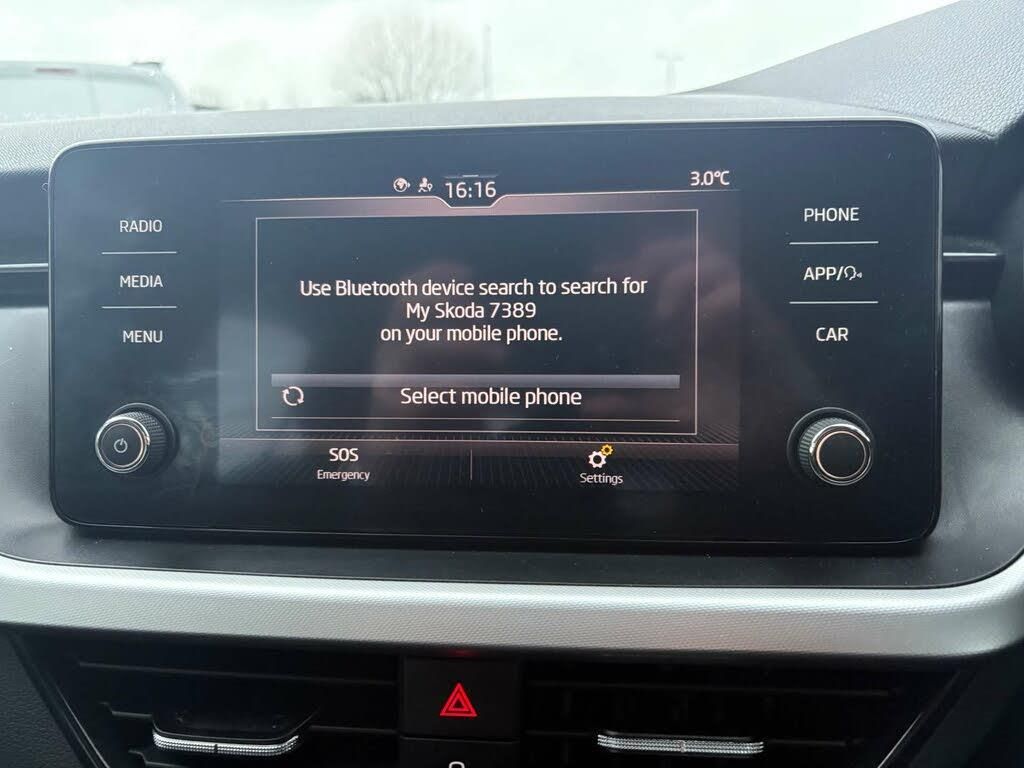 16:16
3.0°C
RADIO
MEDIA
MENU
Use Bluetooth device search to search for
My Skoda 7389
on your mobile phone.
Select mobile phone
SOS
Emergency
Settings
PHONE
APP/
CAR